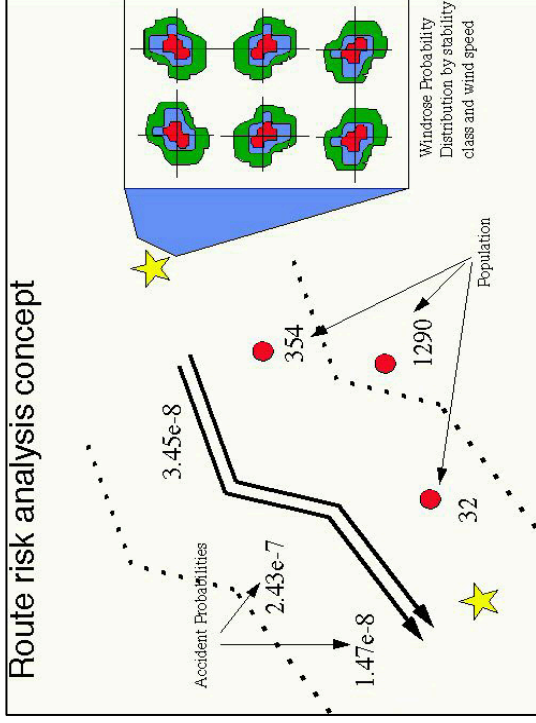 Route risk analysis concept
Accident Probabilities
3.45e-8
2.43e-7
1.47e-8
354
1290
32
Population
Windrose Probability
Distribution by stability
class and wind speed